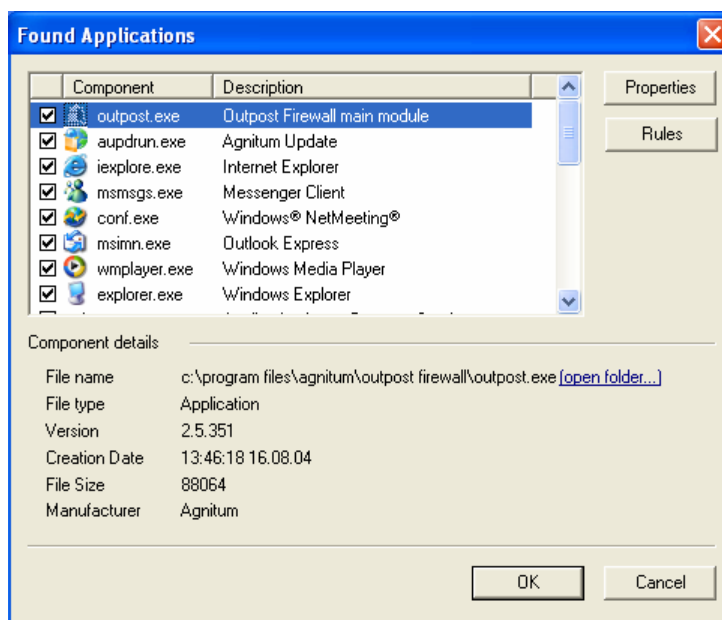 Found Applications
Component Description
outpost.exe Outpost Firewall main module
aupdrun.exe Agnitum Update
iexplore.exe Internet Explorer
msmsgs.exe Messenger Client
conf.exe Windows® NetMeeting®
msimn.exe Outlook Express
wmplayer.exe Windows Media Player
explorer.exe Windows Explorer
Properties
Rules
Component details
File name c:\program files\agnitum\outpost firewall\outpost.exe (open folder...)
File type Application
Version 2.5.351
Creation Date 13:46:18 16.08.04
File Size 88064
Manufacturer Agnitum
OK Cancel